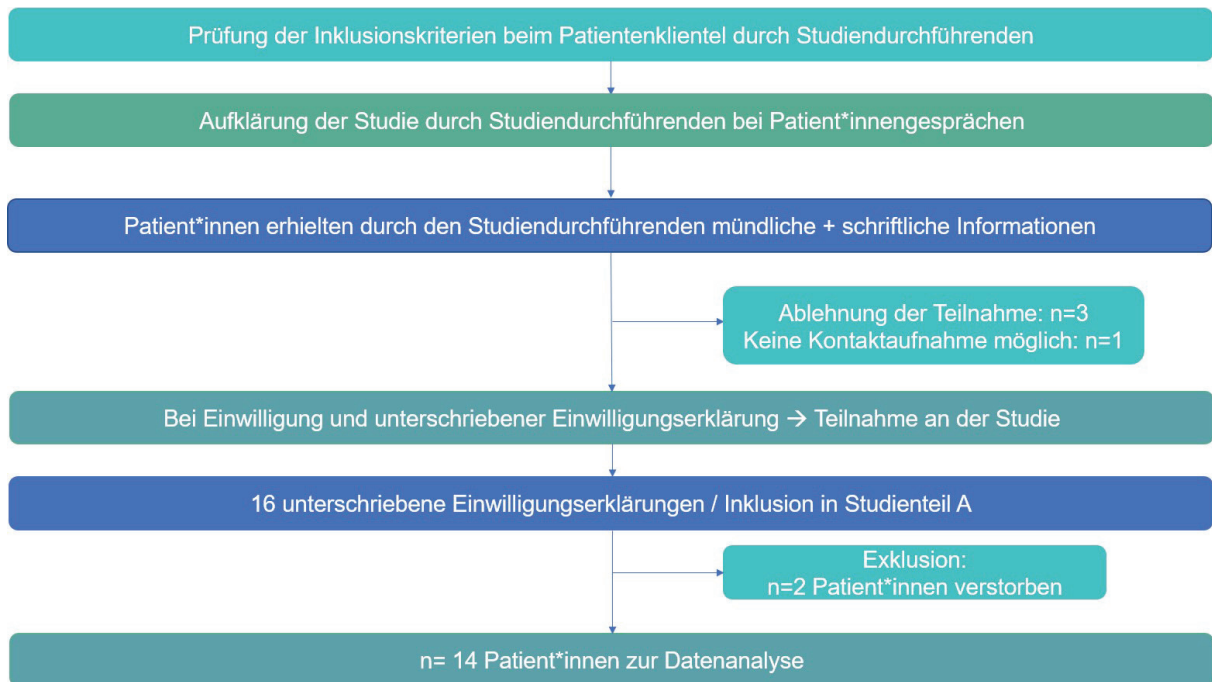 Prüfung der Inklusionskriterien beim Patientenklientel durch Studiendurchführenden
Aufklärung der Studie durch Studiendurchführenden bei Patient*innengesprächen
Patient*innen erhielten durch den Studiendurchführenden mündliche + schriftliche Informationen
Ablehnung der Teilnahme: n=3
Keine Kontaktaufnahme möglich: n=1
Bei Einwilligung und unterschriebener Einwilligungserklärung → Teilnahme an der Studie
16 unterschriebene Einwilligungserklärungen / Inklusion in Studienteil A
Exklusion:
n=2 Patient*innen verstorben
n= 14 Patient*innen zur Datenanalyse